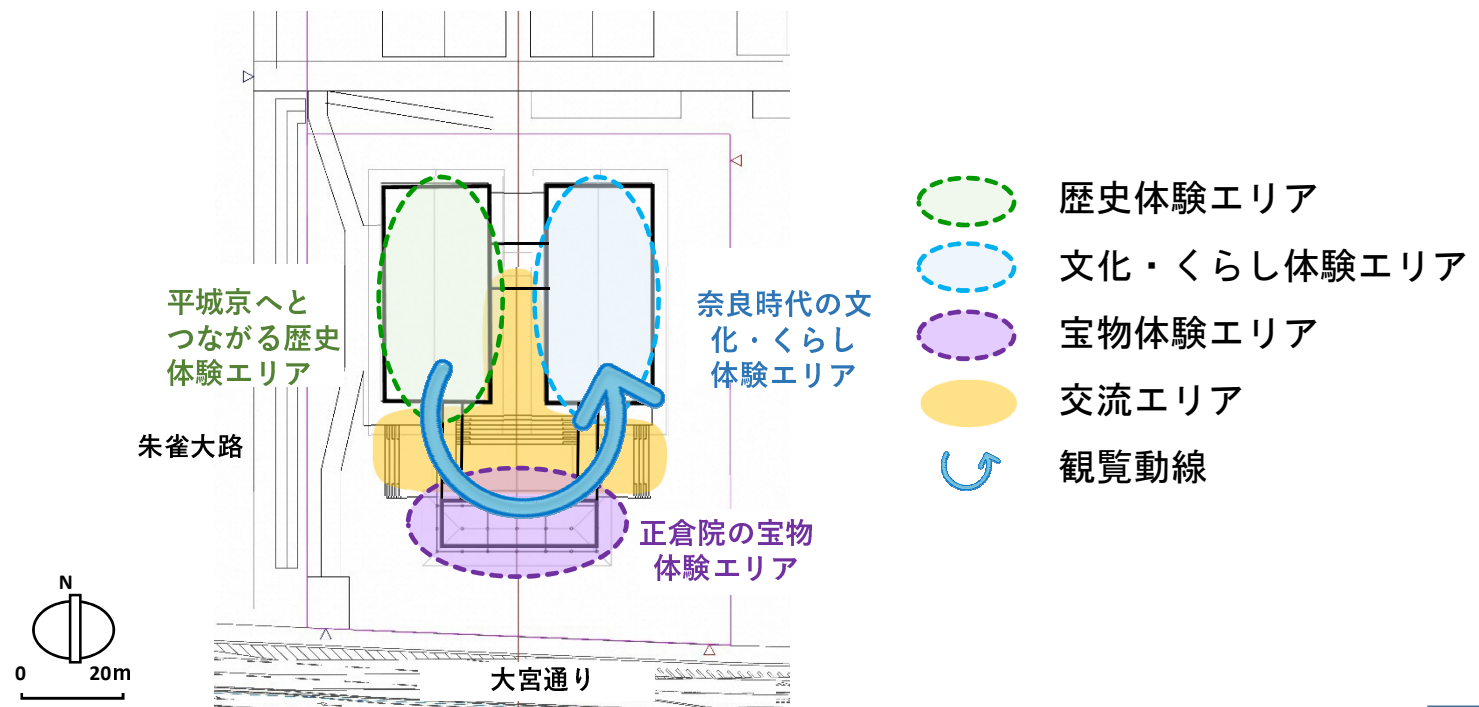 平城京へと
つながる歴史
体験エリア
奈良時代の文
化・くらし
体験エリア
朱雀大路
正倉院の宝物
体験エリア
大宮通り
N
0 20m
歴史体験エリア
文化・くらし体験エリア
宝物体験エリア
交流エリア
観覧動線